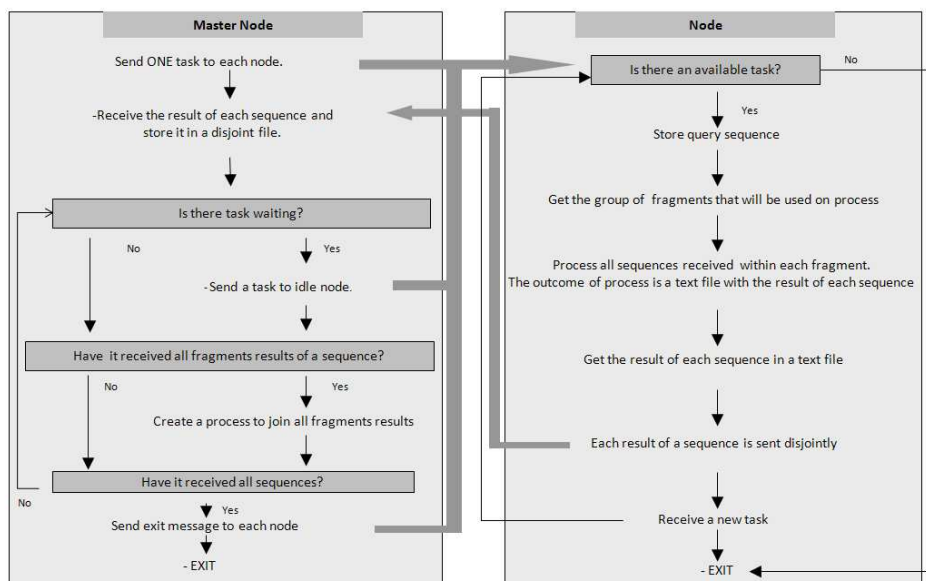 Master Node
Send ONE task to each node.
-Receive the result of each sequence and
store it in a disjoint file.
Is there task waiting?
No
Yes
-Send a task to idle node.
Have it received all fragments results of a sequence?
No
Yes
Create a process to join all fragments results
Have it received all sequences?
No
Yes
Send exit message to each node
- EXIT
Node
Is there an available task?
No
Yes
Store query sequence
Get the group of fragments that will be used on process
Process all sequences received within each fragment.
The outcome of process is a text file with the result of each sequence
Get the result of each sequence in a text file
Each result of a sequence is sent disjointly
Receive a new task
- EXIT